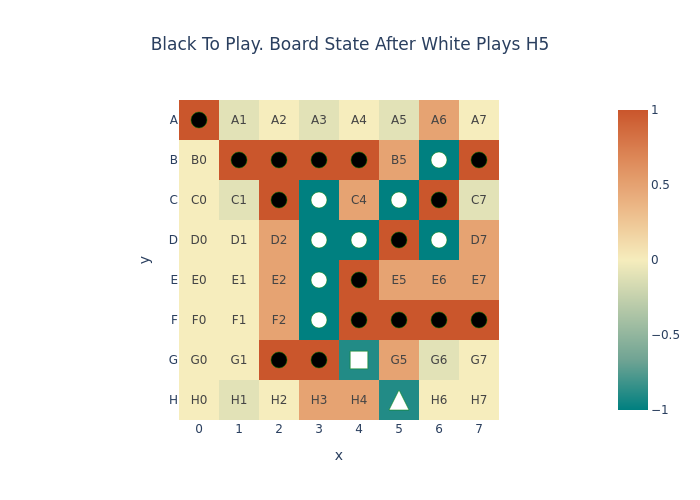 Black To Play. Board State After White Plays H5
A A1 A2 A3 A4 A5 A6 A7 1
B B0 B5
C C0 C1 C4 C7 0.5
D D0 D1 D2 D7
y
E E0 E1 E2 E5 E6 E7 0
F F0 F1 F2
G G0 G1 G5 G6 G7 −0.5
H H0 H1 H2 H3 H4 H6 H7 −1
0 1 2 3 4 5 6 7
x